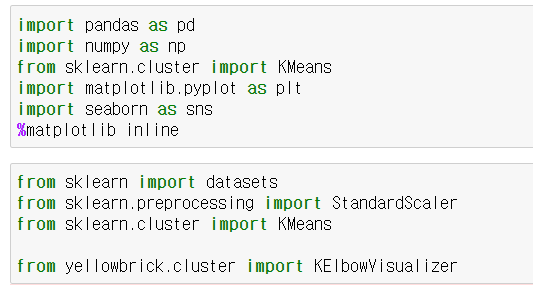 import pandas as pd
import numpy as np
from sklearn.cluster import KMeans
import matplotlib.pyplot as plt
import seaborn as sns
%matplotlib inline
from sklearn import datasets
from sklearn.preprocessing import StandardScaler
from sklearn.cluster import KMeans
from yellowbrick.cluster import KElbowVisualizer